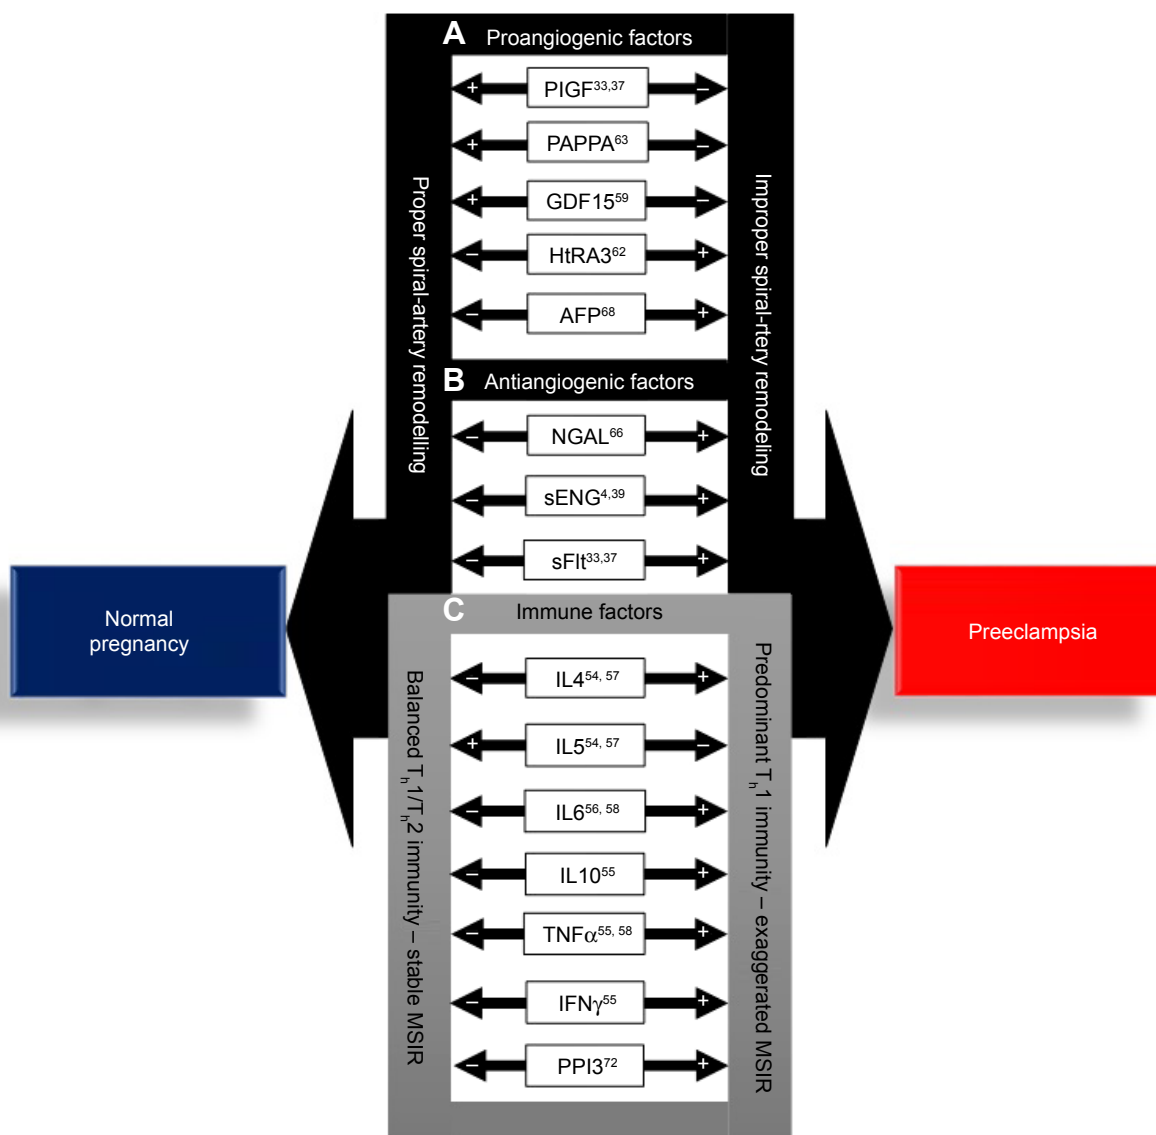 A Proangiogenic factors
+ PIGF33,37 –
+ PAPPA63 –
+ GDF1559 –
– HtRA362 +
– AFP68 +
Proper spiral-artery remodelling
Improper spiral-rtery remodeling
B Antiangiogenic factors
– NGAL66 +
– sENG4,39 +
– sFlt33,37 +
Normal
pregnancy
Preeclampsia
C Immune factors
– IL454, 57 +
+ IL554, 57 –
– IL656, 58 +
– IL1055 +
– TNFα55, 58 +
– IFNγ55 +
– PPI372 +
Balanced Th1/Th2 immunity – stable MSIR
Predominant Th1 immunity – exaggerated MSIR